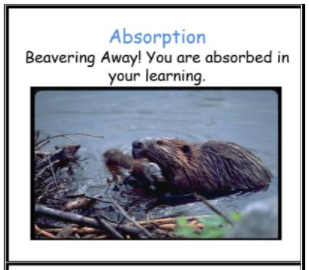 Absorption
Beavering Away! You are absorbed in
your learning.